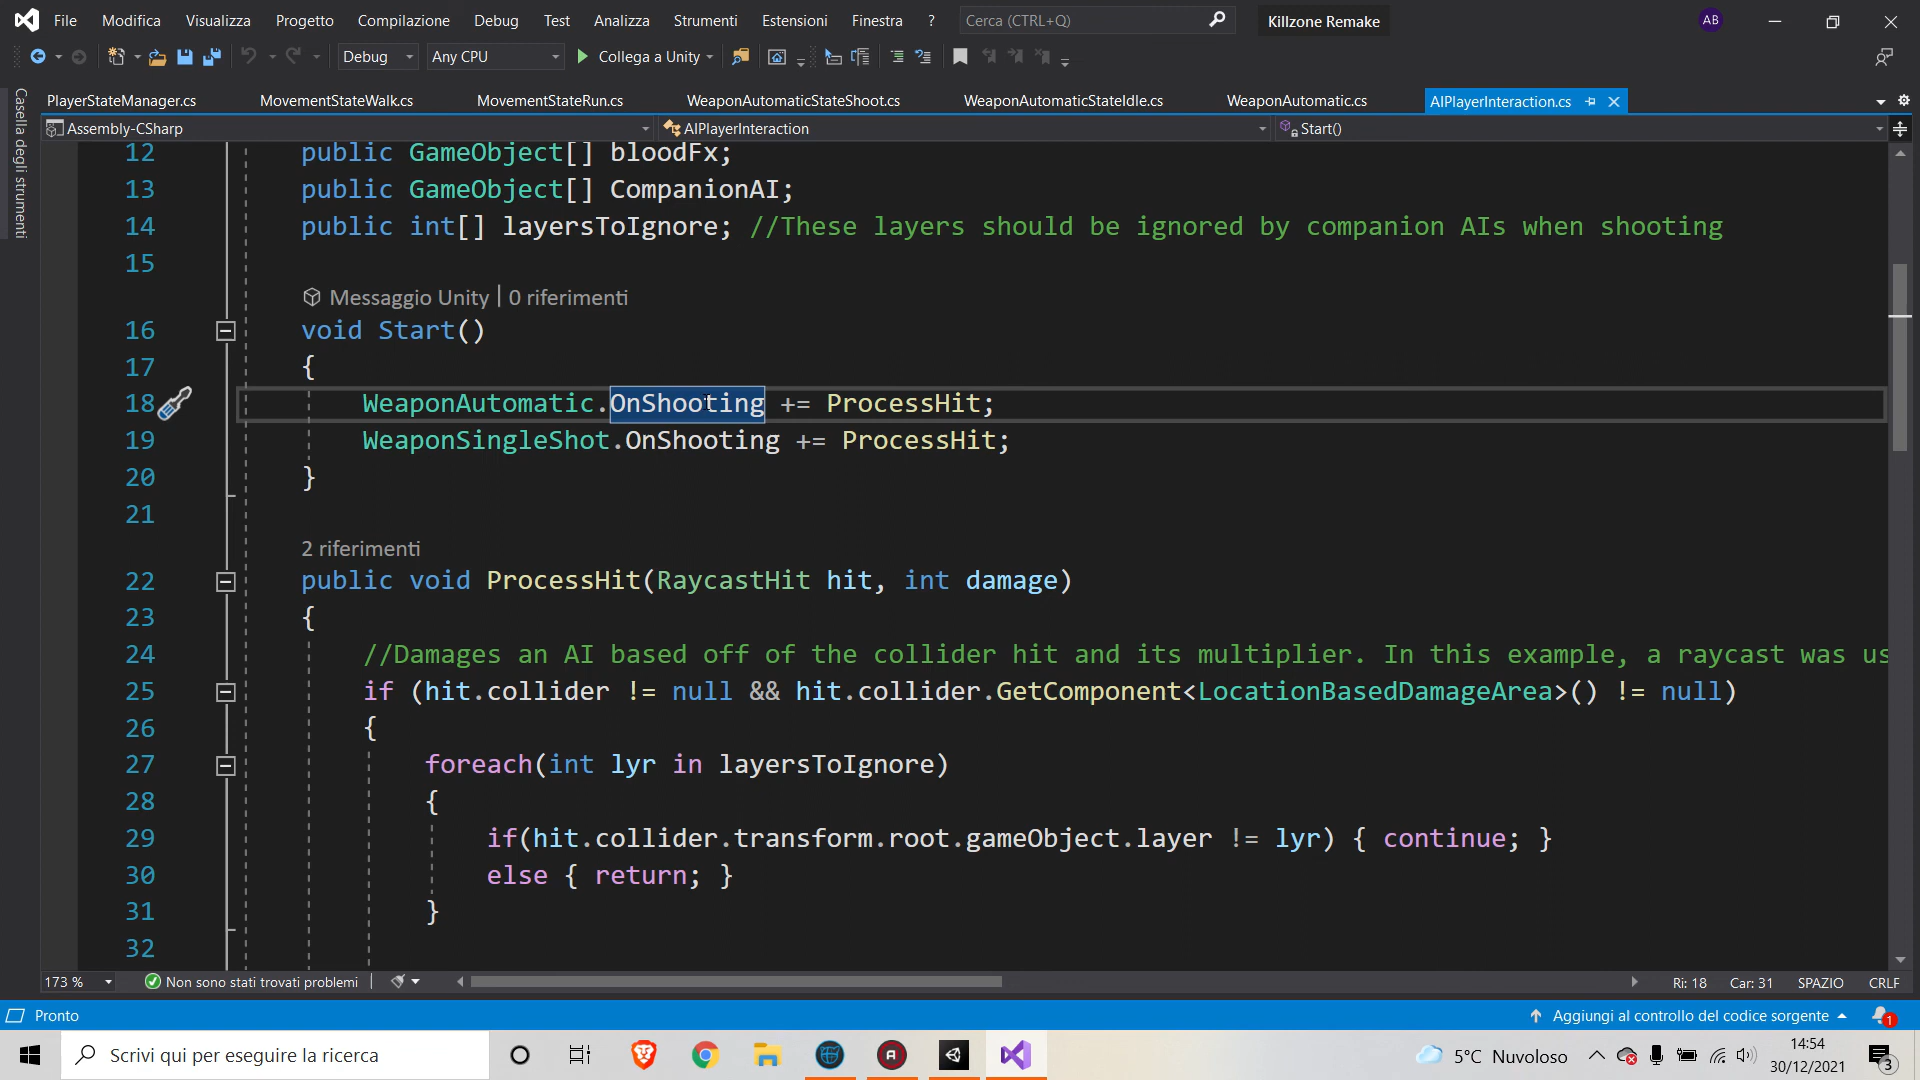 File Modifica Visualizza Progetto Compilazione Debug Test Analizza Strumenti Estensioni Finestra ? Cerca (CTRL+Q) Killzone Remake AB
Debug Any CPU Collega a Unity
PlayerStateManager.cs MovementStateWalk.cs MovementStateRun.cs WeaponAutomaticStateShoot.cs WeaponAutomaticStateIdle.cs WeaponAutomatic.cs AIPlayerInteraction.cs
Assembly-CSharp AIPlayerInteraction Start()
Casella degli strumenti
12 public GameObject[] bloodFx;
13 public GameObject[] CompanionAI;
14 public int[] layersToIgnore; //These layers should be ignored by companion AIs when shooting
15
Messaggio Unity | 0 riferimenti
16 void Start()
17 {
18 WeaponAutomatic.OnShooting += ProcessHit;
19 WeaponSingleShot.OnShooting += ProcessHit;
20 }
21
2 riferimenti
22 public void ProcessHit(RaycastHit hit, int damage)
23 {
24 //Damages an AI based off of the collider hit and its multiplier. In this example, a raycast was us
25 if (hit.collider != null && hit.collider.GetComponent<LocationBasedDamageArea>() != null)
26 {
27 foreach(int lyr in layersToIgnore)
28 {
29 if(hit.collider.transform.root.gameObject.layer != lyr) { continue; }
30 else { return; }
31 }
32
173 % Non sono stati trovati problemi Ri: 18 Car: 31 SPAZIO CRLF
Pronto Aggiungi al controllo del codice sorgente 1
Scrivi qui per eseguire la ricerca 5°C Nuvoloso 14:54
30/12/2021 3